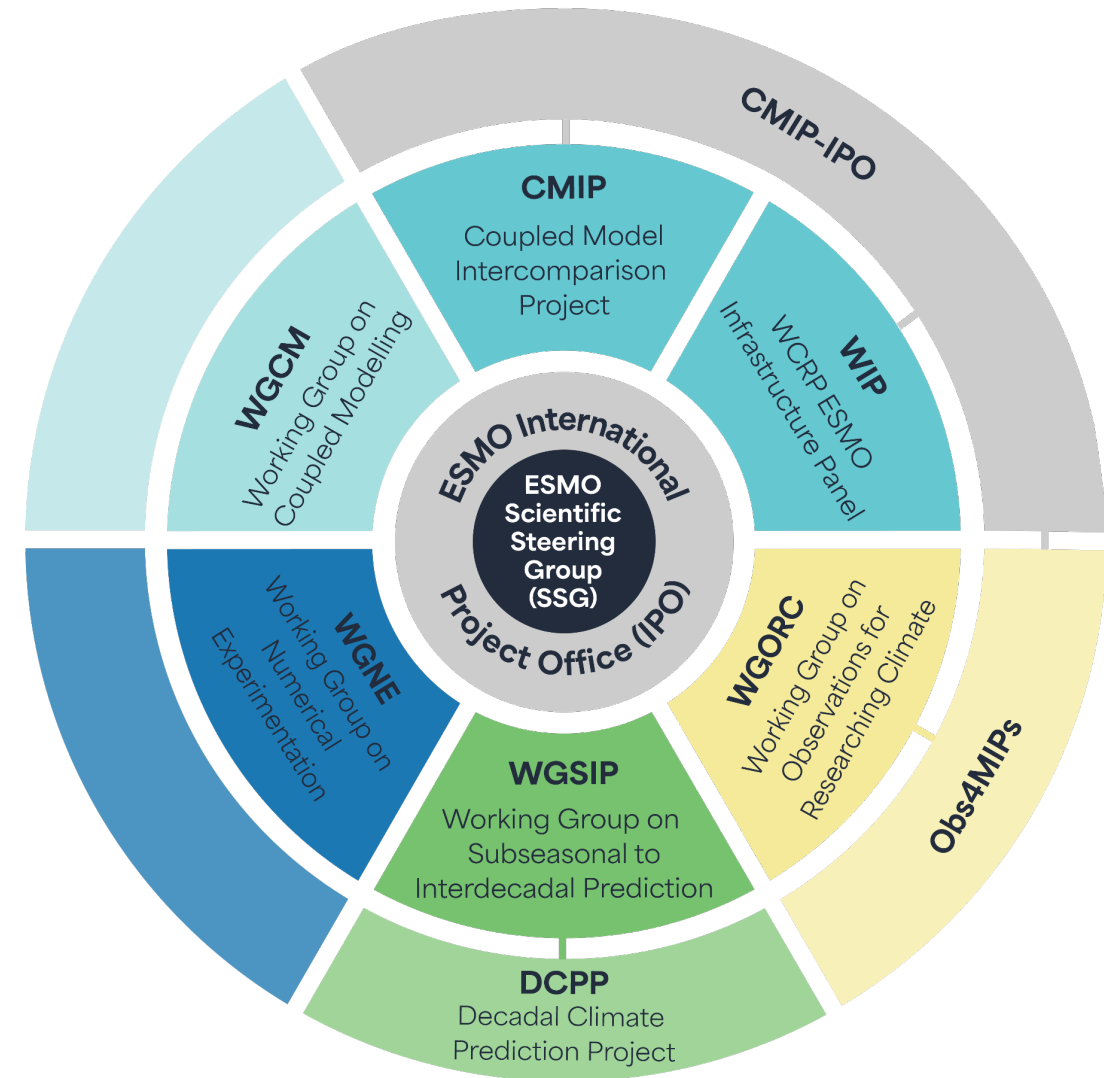 CMIP-IPO
CMIP
Coupled Model
Intercomparison
Project
WIP
WCRP ESMO
Infrastructure Panel
WGCM
Working Group on
Coupled Modelling
ESMO International
Project Office (IPO)
ESMO
Scientific
Steering
Group
(SSG)
WGNE
Working Group on
Numerical
Experimentation
WGORC
Working Group on
Observations for
Researching Climate
Obs4MIPs
WGSIP
Working Group on
Subseasonal to
Interdecadal Prediction
DCPP
Decadal Climate
Prediction Project